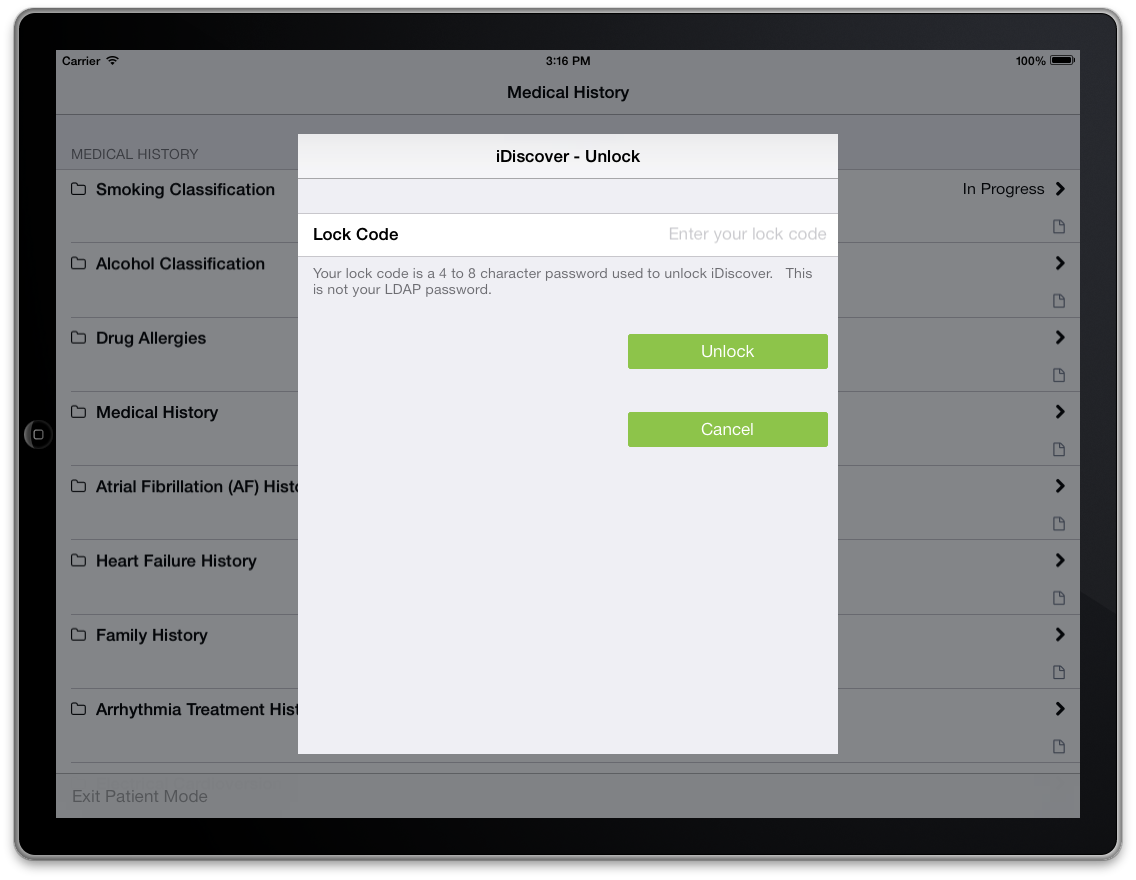 Carrier 3:16 PM 100%
Medical History
MEDICAL HISTORY
iDiscover - Unlock
Smoking Classification In Progress
Lock Code Enter your lock code
Alcohol Classification
Your lock code is a 4 to 8 character password used to unlock iDiscover. This
is not your LDAP password.
Drug Allergies
Unlock
Medical History
Cancel
Atrial Fibrillation (AF) Histo
Heart Failure History
Family History
Arrhythmia Treatment Hist
Exit Patient Mode